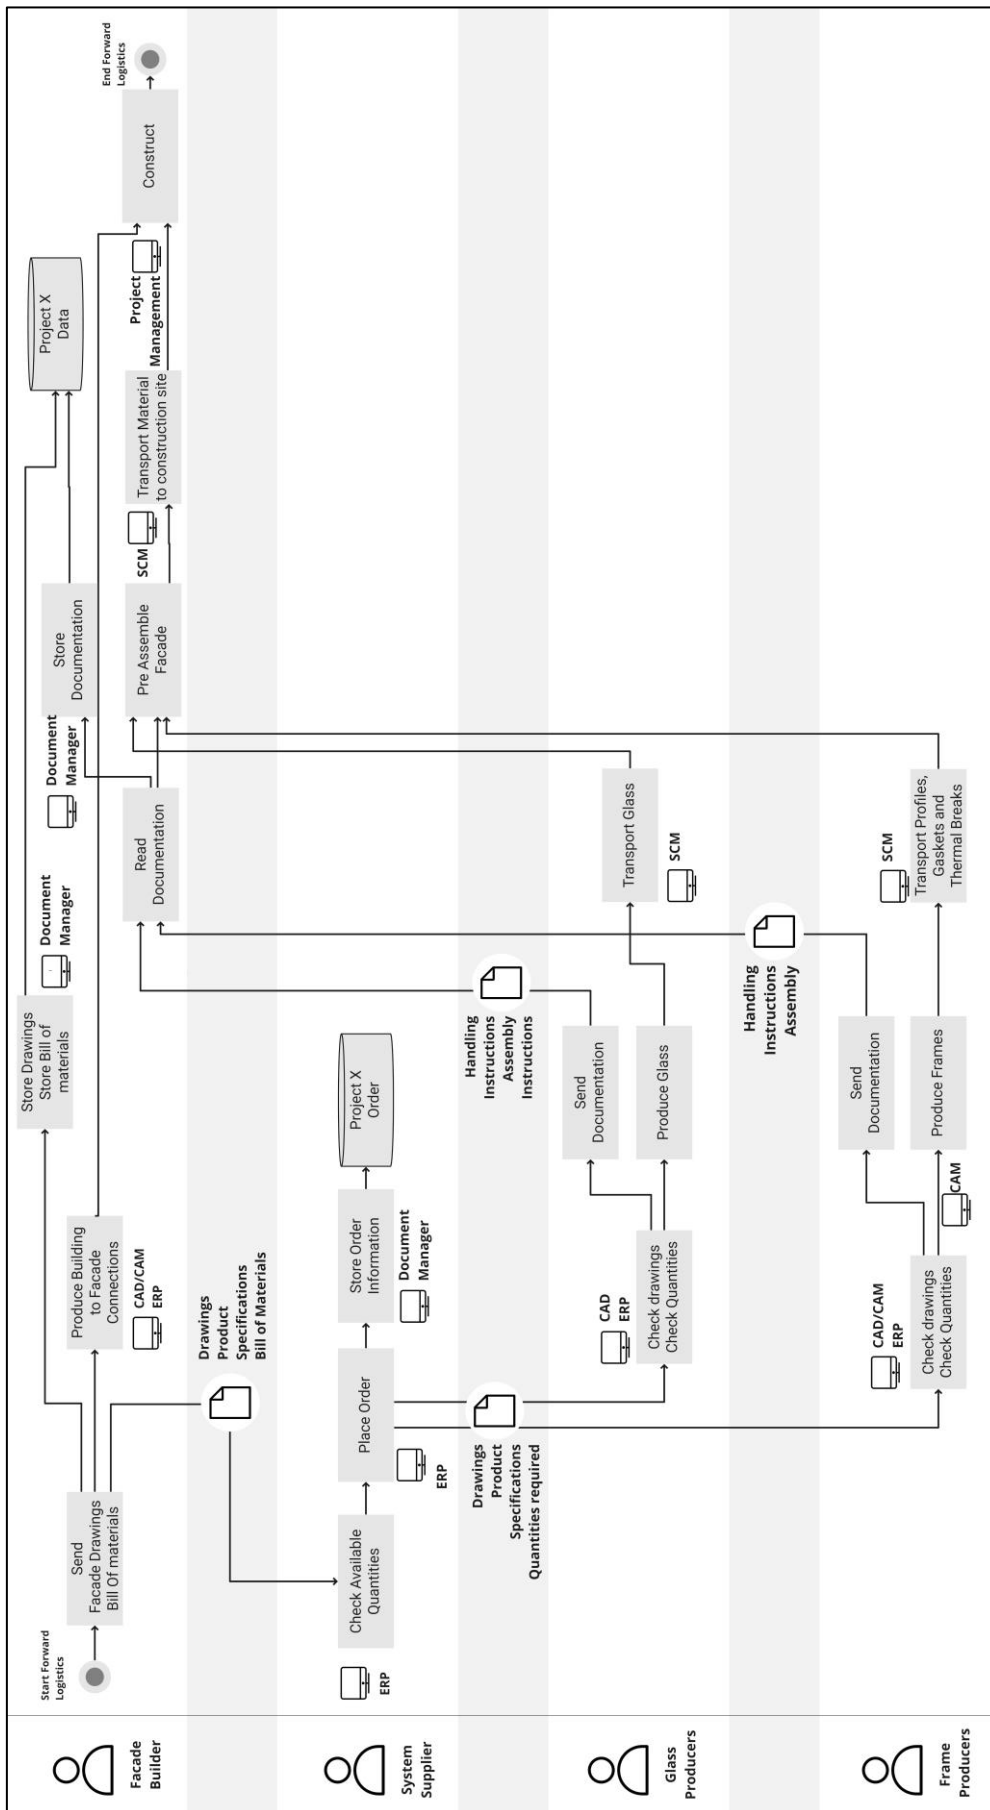 Facade
Builder
Start Forward
Logistics
Send
Facade Drawings
Bill Of materials
Produce Building
to Facade
Connections
CAD/CAM
ERP
Store Drawings
Store Bill of
materials
Document
Manager
Read
Documentation
Document
Manager
Store
Documentation
Pre Assemble
Facade
SCM
Transport Material
to construction site
Project X
Data
Project
Management
Construct
End Forward
Logistics
Drawings
Product
Specifications
Bill of Materials
System
Supplier
ERP
Check Available
Quantities
ERP
Place Order
Store Order
Information
Document
Manager
Project X
Order
Drawings
Product
Specifications
Quantities required
Handling
Instructions
Assembly
Instructions
Glass
Producers
CAD
ERP
Check drawings
Check Quantities
Send
Documentation
Produce Glass
Transport Glass
SCM
Handling
Instructions
Assembly
Frame
Producers
CAD/CAM
ERP
Check drawings
Check Quantities
CAM
Send
Documentation
Produce Frames
SCM
Transport Profiles,
Gaskets and
Thermal Breaks